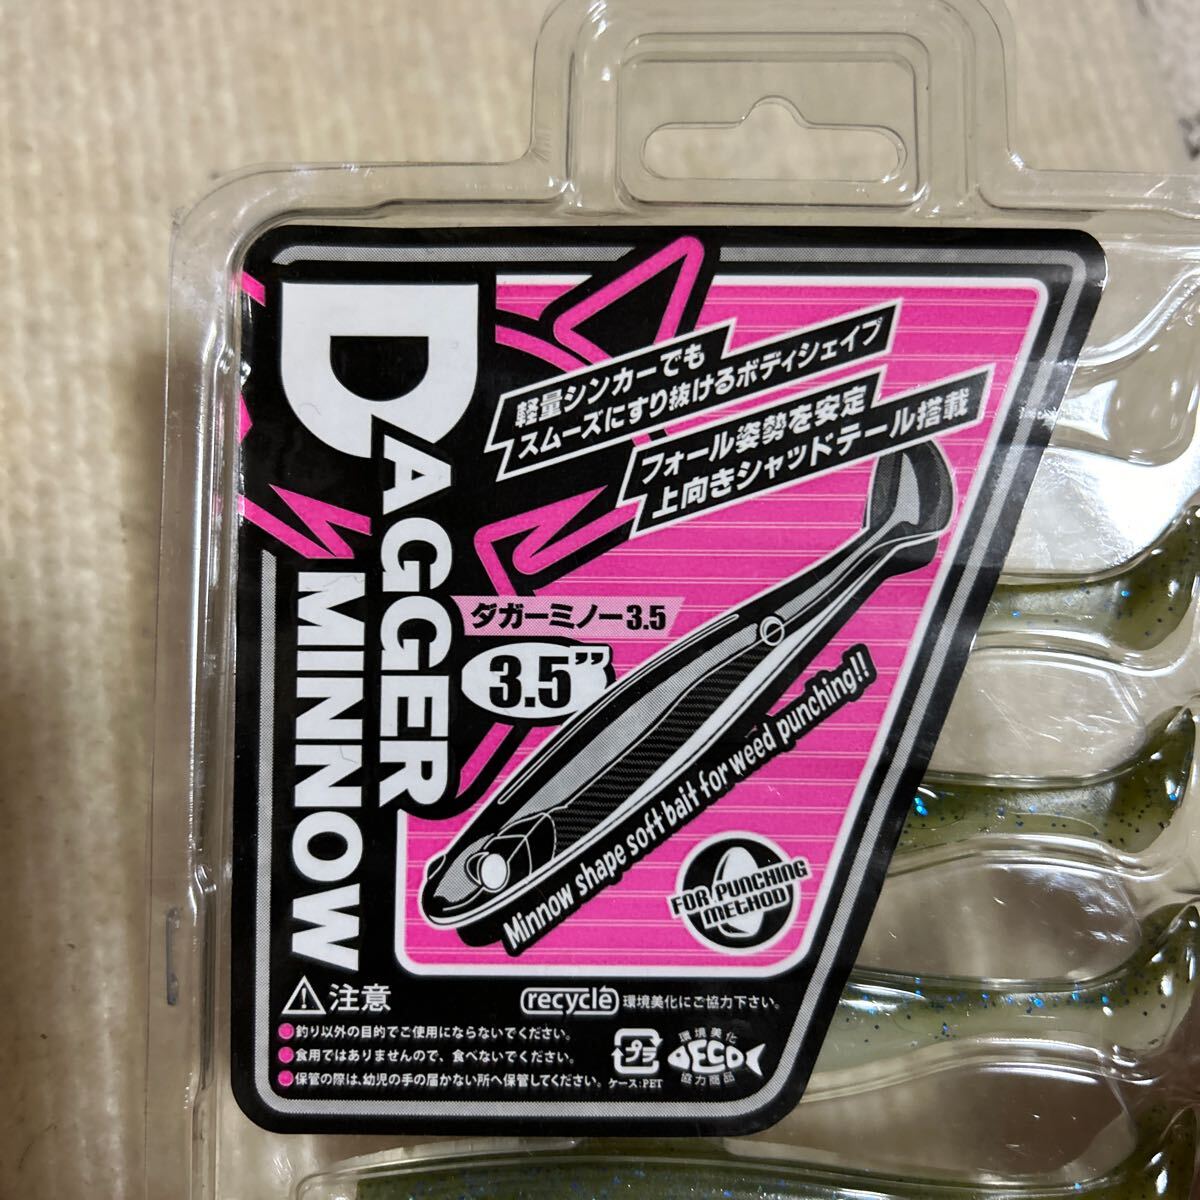 DAGGER
MINNOW
軽量シンカーでも
スムーズにすり抜けるボディシェイプ
フォール姿勢を安定
上向きシャッドテール搭載
ダガーミノー3.5
3.5”
Minnow shape soft bait for weed punching!!
FOR PUNCHING
METHOD
注意
recycle 環境美化にご協力下さい。
●釣り以外の目的でご使用にならないでください。
●食用ではありませんので、食べないでください。
●保管の際は、幼児の手の届かない所へ保管してください。
プラ
ケース:PET
環境美化
ECO
協力商品